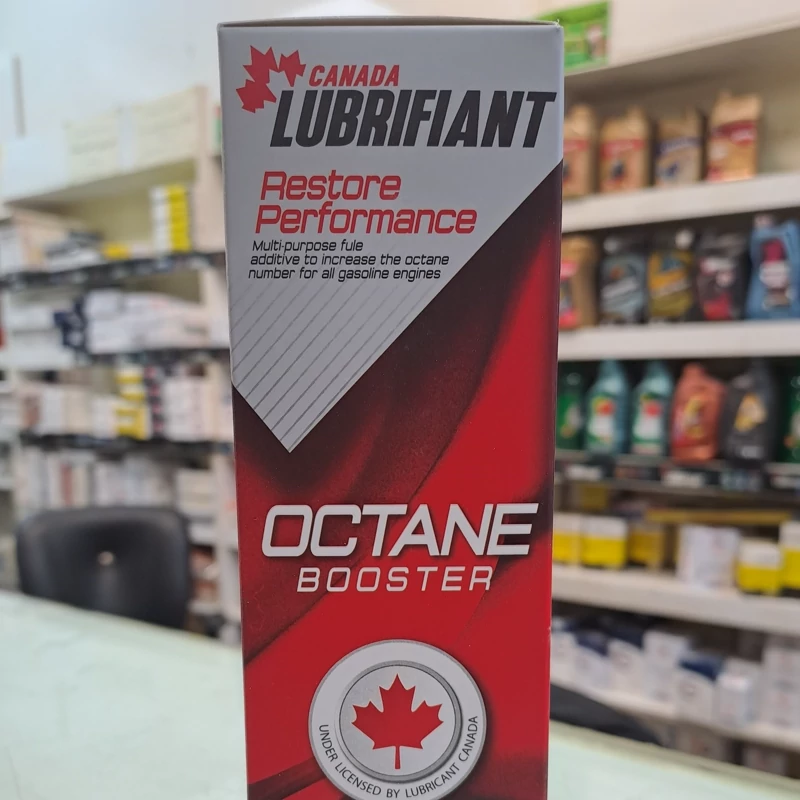 CANADA
LUBRIFIANT
Restore
Performance
Multi-purpose fule
additive to increase the octane
number for all gasoline engines
OCTANE
BOOSTER
UNDER LICENSED BY LUBRICANT CANADA